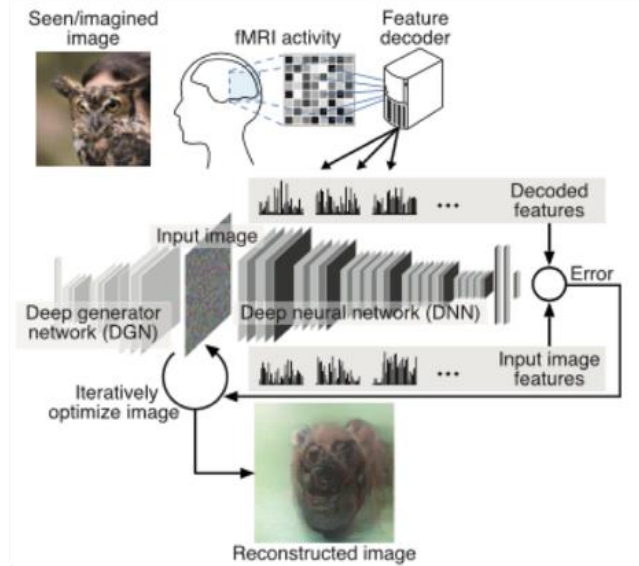 Seen/imagined
image
fMRI activity
Feature
decoder
Decoded
features
...
Input image
Deep generator
network (DGN)
Deep neural network (DNN)
Error
Input image
features
...
Iteratively
optimize image
Reconstructed image